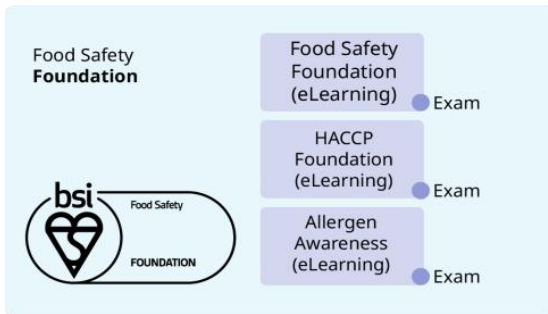 Food Safety
Foundation
bsi
Food Safety
FOUNDATION
Food Safety
Foundation
(eLearning)
Exam
HACCP
Foundation
(eLearning)
Exam
Allergen
Awareness
(eLearning)
Exam